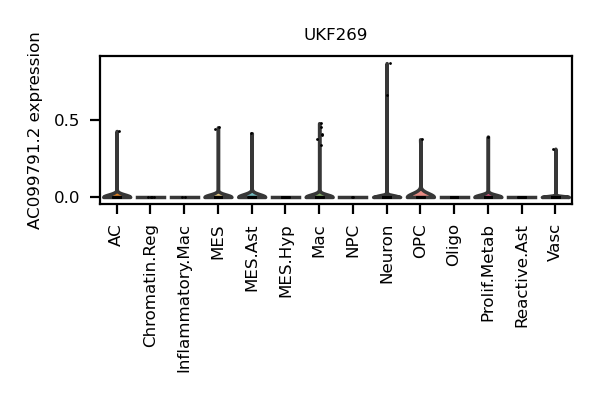 UKF269
AC099791.2 expression
0.5
0.0
AC
Chromatin.Reg
Inflammatory.Mac
MES
MES.Ast
MES.Hyp
Mac
NPC
Neuron
OPC
Oligo
Prolif.Metab
Reactive.Ast
Vasc